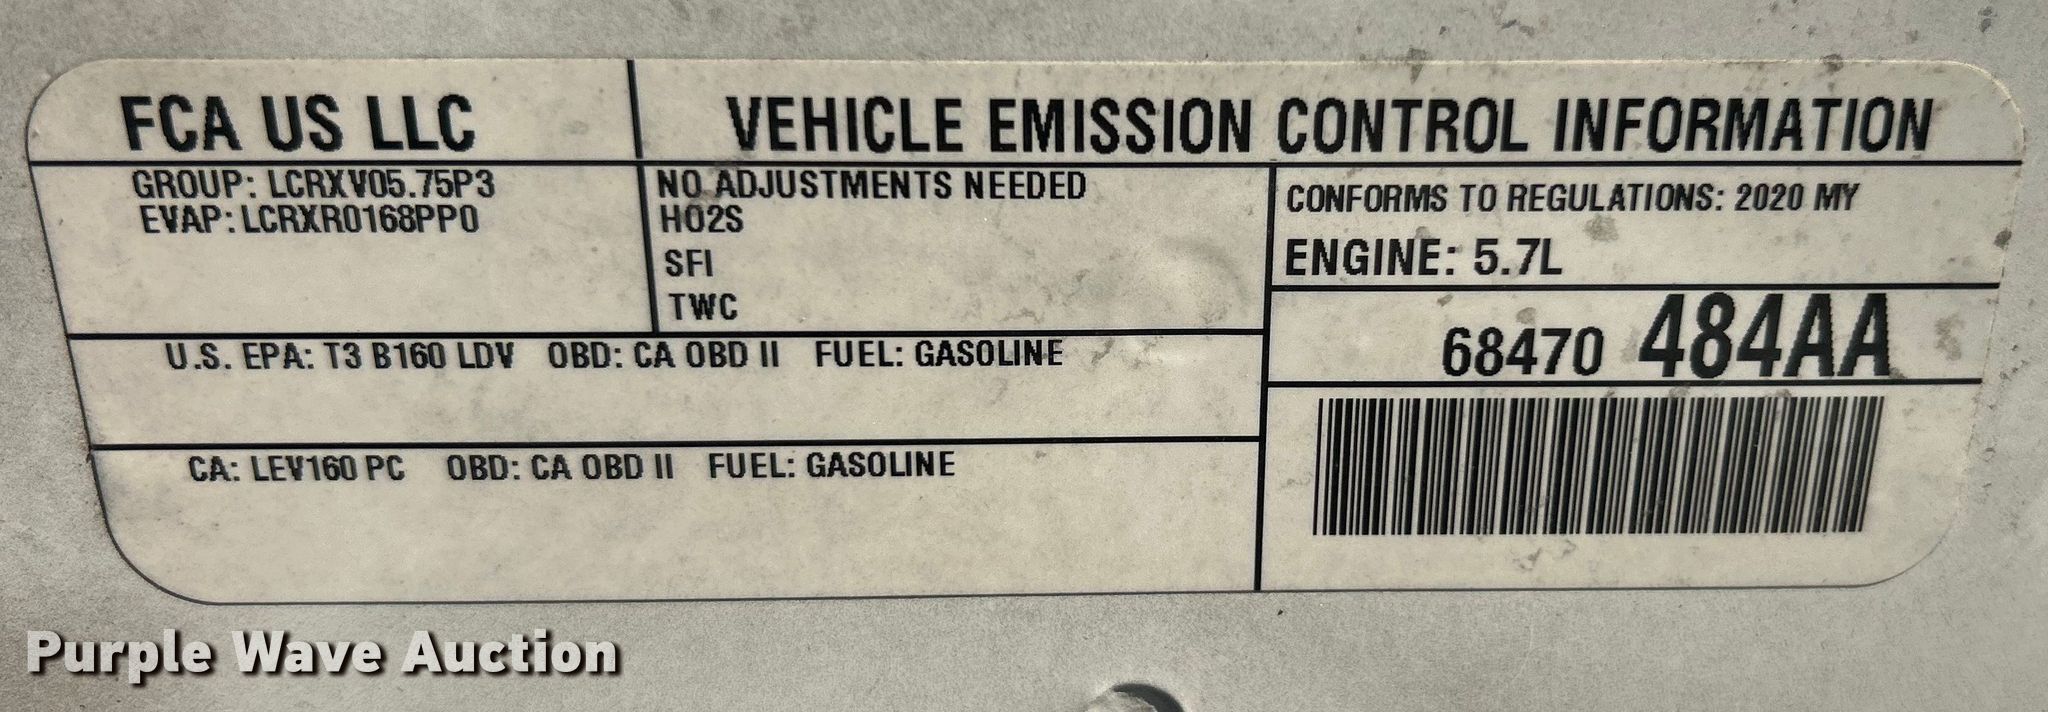 FCA US LLC
VEHICLE EMISSION CONTROL INFORMATION
GROUP: LCRXV05.75P3
EVAP: LCRXR0168PP0
NO ADJUSTMENTS NEEDED
HO2S
SFI
TWC
CONFORMS TO REGULATIONS: 2020 MY
ENGINE: 5.7L
68470 484AA
U.S. EPA: T3 B160 LDV OBD: CA OBD II FUEL: GASOLINE
CA: LEV160 PC OBD: CA OBD II FUEL: GASOLINE
Purple Wave Auction